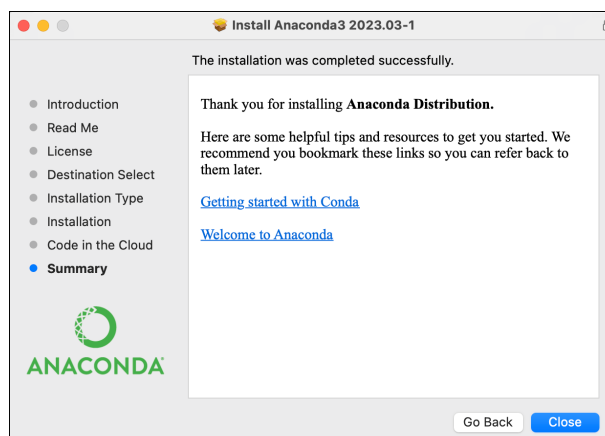 Install Anaconda3 2023.03-1
The installation was completed successfully.
Introduction
Read Me
License
Destination Select
Installation Type
Installation
Code in the Cloud
Summary
ANACONDA
Thank you for installing Anaconda Distribution.
Here are some helpful tips and resources to get you started. We
recommend you bookmark these links so you can refer back to
them later.
Getting started with Conda
Welcome to Anaconda
Go Back
Close